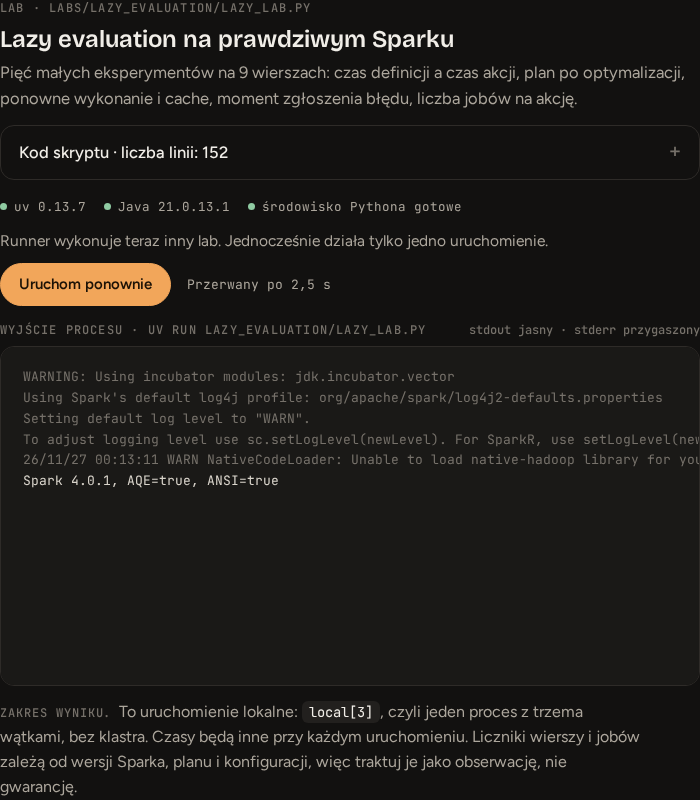 LAB · LABS/LAZY_EVALUATION/LAZY_LAB.PY
Lazy evaluation na prawdziwym Sparku
Pięć małych eksperymentów na 9 wierszach: czas definicji a czas akcji, plan po optymalizacji,
ponowne wykonanie i cache, moment zgłoszenia błędu, liczba jobów na akcję.
Kod skryptu · liczba linii: 152 +
uv 0.13.7 Java 21.0.13.1 środowisko Pythona gotowe
Runner wykonuje teraz inny lab. Jednocześnie działa tylko jedno uruchomienie.
Uruchom ponownie Przerwany po 2,5 s
WYJŚCIE PROCESU · UV RUN LAZY_EVALUATION/LAZY_LAB.PY stdout jasny · stderr przygaszony
WARNING: Using incubator modules: jdk.incubator.vector
Using Spark's default log4j profile: org/apache/spark/log4j2-defaults.properties
Setting default log level to "WARN".
To adjust logging level use sc.setLogLevel(newLevel). For SparkR, use setLogLevel(new
26/11/27 00:13:11 WARN NativeCodeLoader: Unable to load native-hadoop library for you
Spark 4.0.1, AQE=true, ANSI=true
ZAKRES WYNIKU. To uruchomienie lokalne: local[3], czyli jeden proces z trzema
wątkami, bez klastra. Czasy będą inne przy każdym uruchomieniu. Liczniki wierszy i jobów
zależą od wersji Sparka, planu i konfiguracji, więc traktuj je jako obserwację, nie
gwarancję.